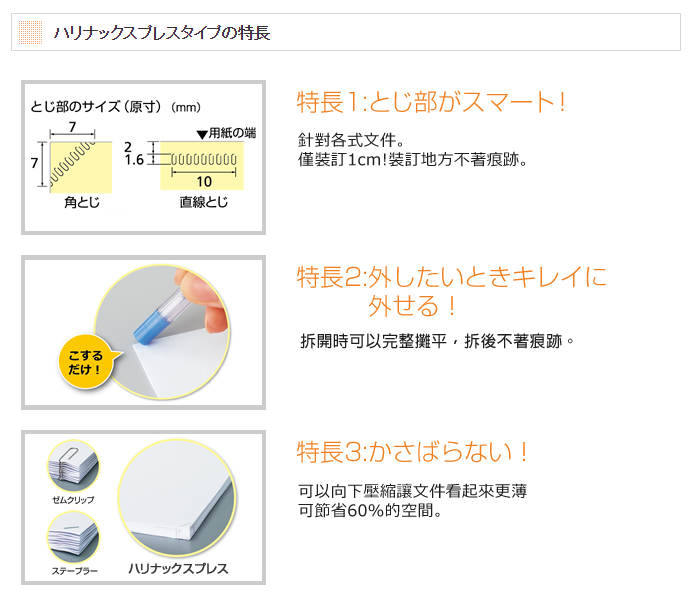 ハリナックスプレスタイプの特長
とじ部のサイズ（原寸）（mm）
7
7
角とじ
▼用紙の端
2
1.6
10
直線とじ
特長1:とじ部がスマート！
針對各式文件。
僅裝訂1cm!裝訂地方不著痕跡。
こする
だけ！
特長2:外したいときキレイに
外せる！
拆開時可以完整攤平，拆後不著痕跡。
ゼムクリップ
ステープラー
ハリナックスプレス
特長3:かさばらない！
可以向下壓縮讓文件看起來更薄
可節省60%的空間。